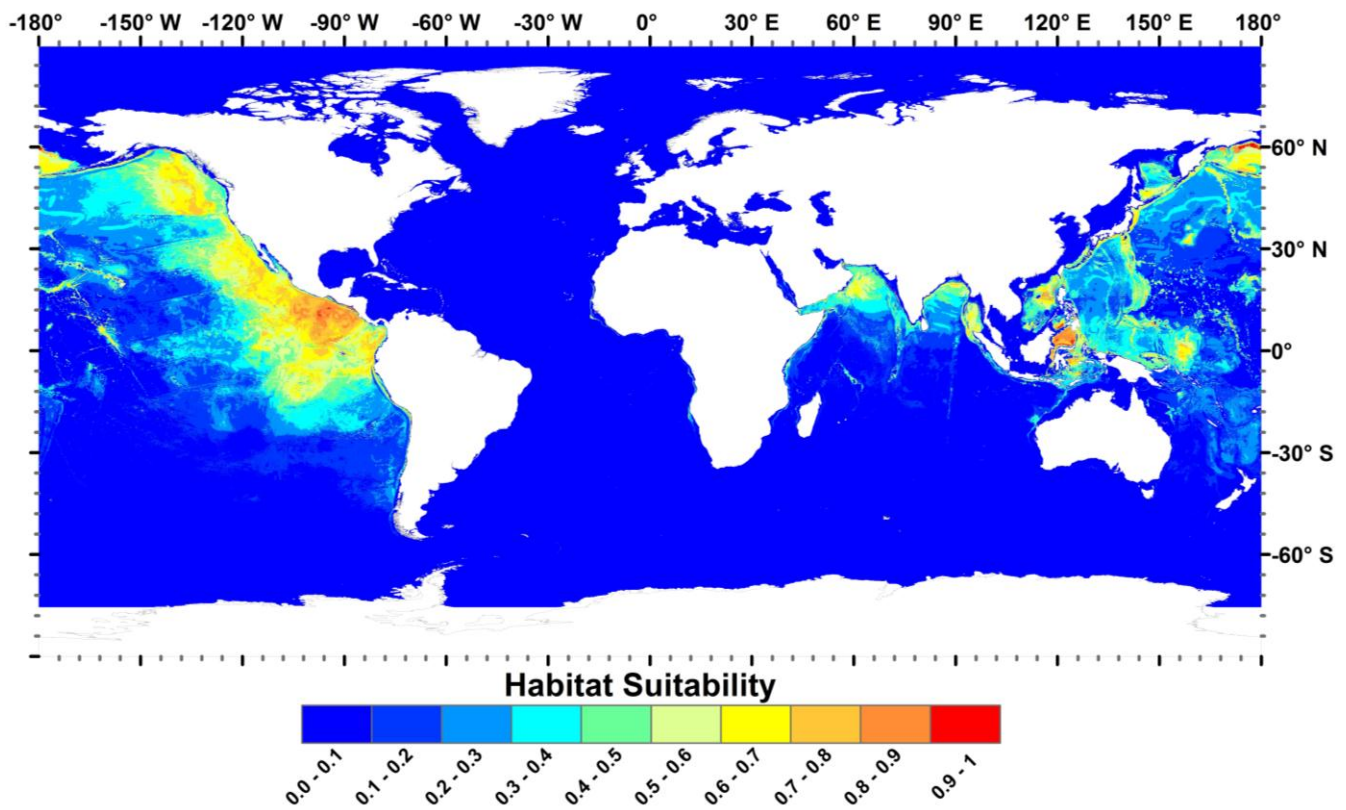 -180° -150° W -120° W -90° W -60° W -30° W 0° 30° E 60° E 90° E 120° E 150° E 180°
60° N
30° N
0°
-30° S
-60° S
Habitat Suitability
0.0 - 0.1 0.1 - 0.2 0.2 - 0.3 0.3 - 0.4 0.4 - 0.5 0.5 - 0.6 0.6 - 0.7 0.7 - 0.8 0.8 - 0.9 0.9 - 1